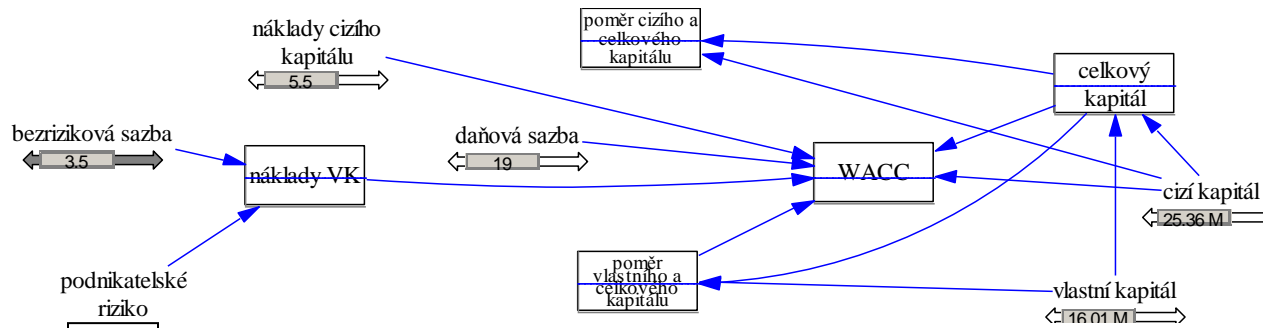 náklady cizího
kapitálu
5.5
poměr cizího a
celkového
kapitálu
celkový
kapitál
bezriziková sazba
3.5
daňová sazba
19
náklady VK
WACC
cizí kapitál
25.36 M
podnikatelské
riziko
poměr
vlastního a
celkového
kapitálu
vlastní kapitál
16.01 M